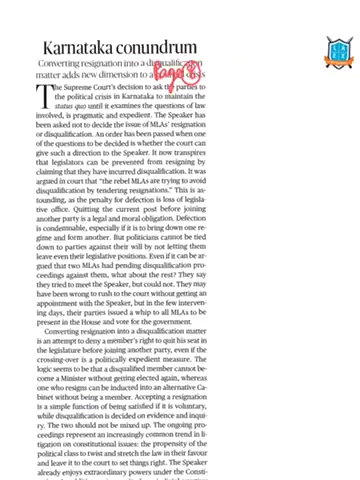 Karnataka conundrum
Converting resignation into a disqualification
matter adds new dimension to a crisis
Page 8
The Supreme Court's decision to ask the parties to
the political crisis in Karnataka to maintain the
status quo until it examines the questions of law
involved, is pragmatic and expedient. The Speaker has
been asked not to decide the issue of MLAs' resignation
or disqualification. An order has been passed when one
of the questions to be decided is whether the court can
give such a direction to the Speaker. It now transpires
that legislators can be prevented from resigning by
claiming that they have incurred disqualification. It was
argued in court that "the rebel MLAs are trying to avoid
disqualification by tendering resignations." This is as-
tounding, as the penalty for defection is loss of legisla-
tive office. Quitting the current post before joining
another party is a legal and moral obligation. Defection
is condemnable, especially if it is to bring down one re-
gime and form another. But politicians cannot be tied
down to parties against their will by not letting them
leave even their legislative positions. Even if it can be ar-
gued that two MLAs had pending disqualification pro-
ceedings against them, what about the rest? They say
they tried to meet the Speaker, but could not. They may
have been wrong to rush to the court without getting an
appointment with the Speaker, but in the few interven-
ing days, their parties issued a whip to all MLAs to be
present in the House and vote for the government.
Converting resignation into a disqualification matter
is an attempt to deny a member's right to quit his seat in
the legislature before joining another party, even if the
crossing-over is a politically expedient measure. The
logic seems to be that a disqualified member cannot be-
come a Minister without getting elected again, whereas
one who resigns can be inducted into an alternative Ca-
binet without being a member. Accepting a resignation
is a simple function of being satisfied if it is voluntary,
while disqualification is decided on evidence and inqui-
ry. The two should not be mixed up. The ongoing pro-
ceedings represent an increasingly common trend in li-
tigation on constitutional issues: the propensity of the
political class to twist and stretch the law in their favour
and leave it to the court to set things right. The Speaker
already enjoys extraordinary powers under the Consti-